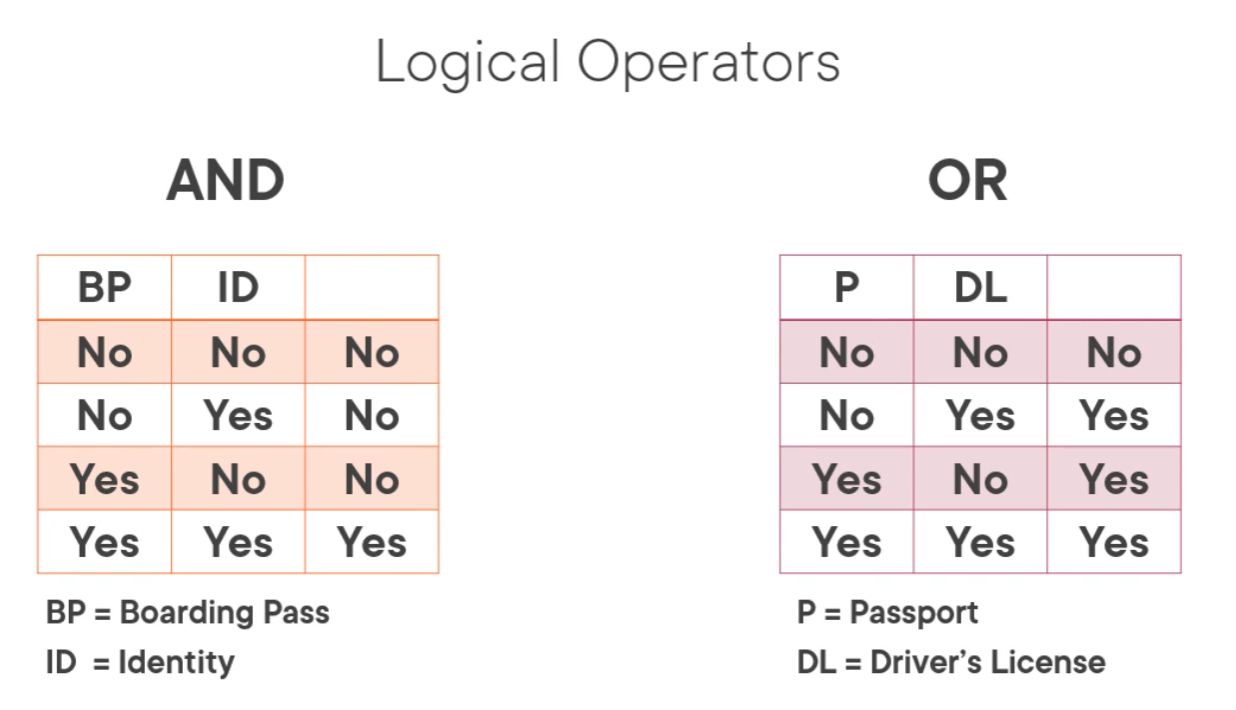 Logical Operators
AND
BP ID
No No No
No Yes No
Yes No No
Yes Yes Yes
BP = Boarding Pass
ID = Identity
OR
P DL
No No No
No Yes Yes
Yes No Yes
Yes Yes Yes
P = Passport
DL = Driver’s License